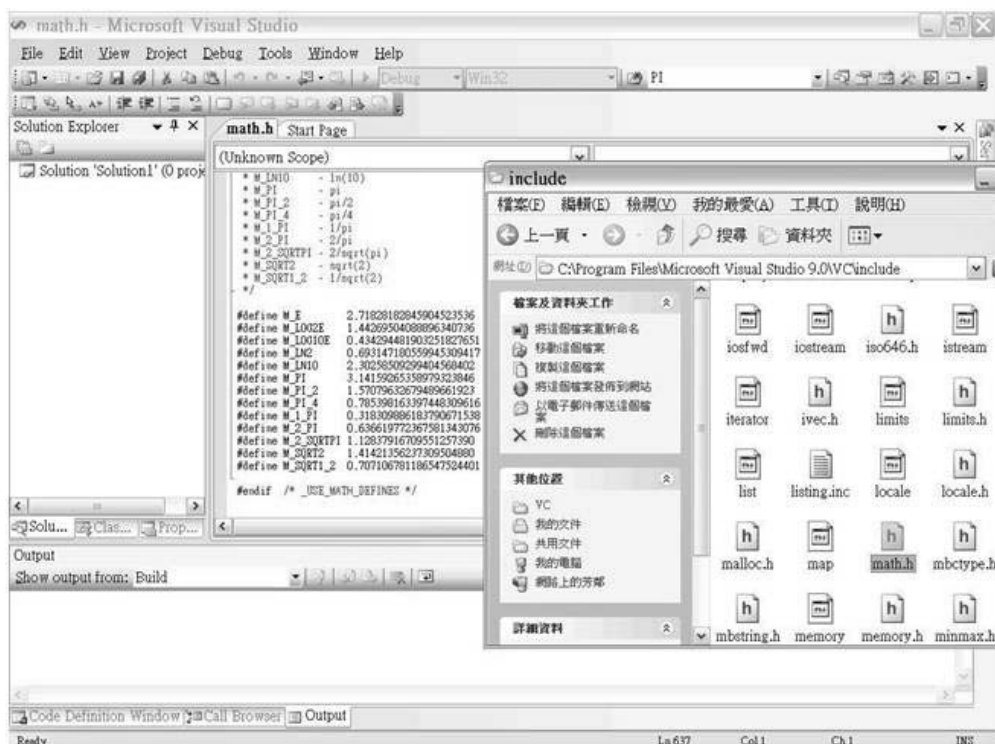 math.h - Microsoft Visual Studio
File Edit View Project Debug Tools Window Help
Debug Win32 PI
Solution Explorer
Solution 'Solution1' (0 proje
math.h Start Page
(Unknown Scope)
* M_LN10 - ln(10)
* M_PI - pi
* M_PI_2 - pi/2
* M_PI_4 - pi/4
* M_1_PI - 1/pi
* M_2_PI - 2/pi
* M_2_SQRTPI - 2/sqrt(pi)
* M_SQRT2 - sqrt(2)
* M_SQRT1_2 - 1/sqrt(2)
*/
#define M_E 2.71828182845904523536
#define M_LOG2E 1.44269504088896340736
#define M_LOG10E 0.434294481903251827651
#define M_LN2 0.693147180559945309417
#define M_LN10 2.30258509299404568402
#define M_PI 3.14159265358979323846
#define M_PI_2 1.57079632679489661923
#define M_PI_4 0.785398163397448309616
#define M_1_PI 0.318309886183790671538
#define M_2_PI 0.636619772367581343076
#define M_2_SQRTPI 1.12837916709551257390
#define M_SQRT2 1.41421356237309504880
#define M_SQRT1_2 0.707106781186547524401
#endif /* _USE_MATH_DEFINES */
Solu... Clas... Prop...
include
檔案(F) 編輯(E) 檢視(V) 我的最愛(A) 工具(T) 說明(H)
上一頁 搜尋 資料夾
網址(D) C:\Program Files\Microsoft Visual Studio 9.0\VC\include
檔案及資料夾工作
將這個檔案重新命名
移動這個檔案
複製這個檔案
將這個檔案發佈到網站
以電子郵件傳送這個檔案
刪除這個檔案
其他位置
VC
我的文件
共用文件
我的電腦
網路上的芳鄰
詳細資料
iosfwd iostream iso646.h istream
iterator ivec.h limits limits.h
list listing.inc locale locale.h
malloc.h map math.h mbctype.h
mbstring.h memory memory.h minmax.h
Output
Show output from: Build
Code Definition Window Call Browser Output
Ready Ln 637 Col 1 Ch 1 INS